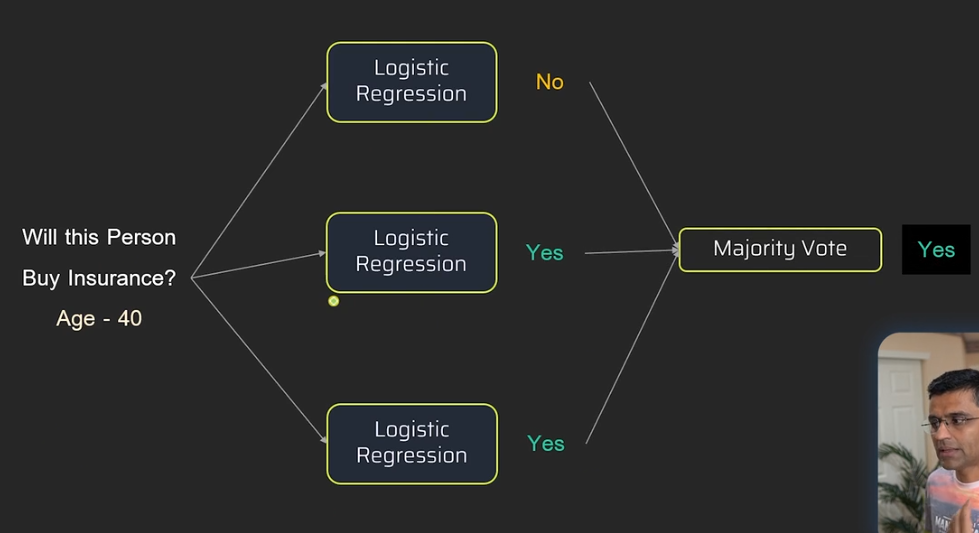 Logistic
Regression
No
Will this Person
Buy Insurance?
Age - 40
Logistic
Regression
Yes
Majority Vote
Yes
Logistic
Regression
Yes